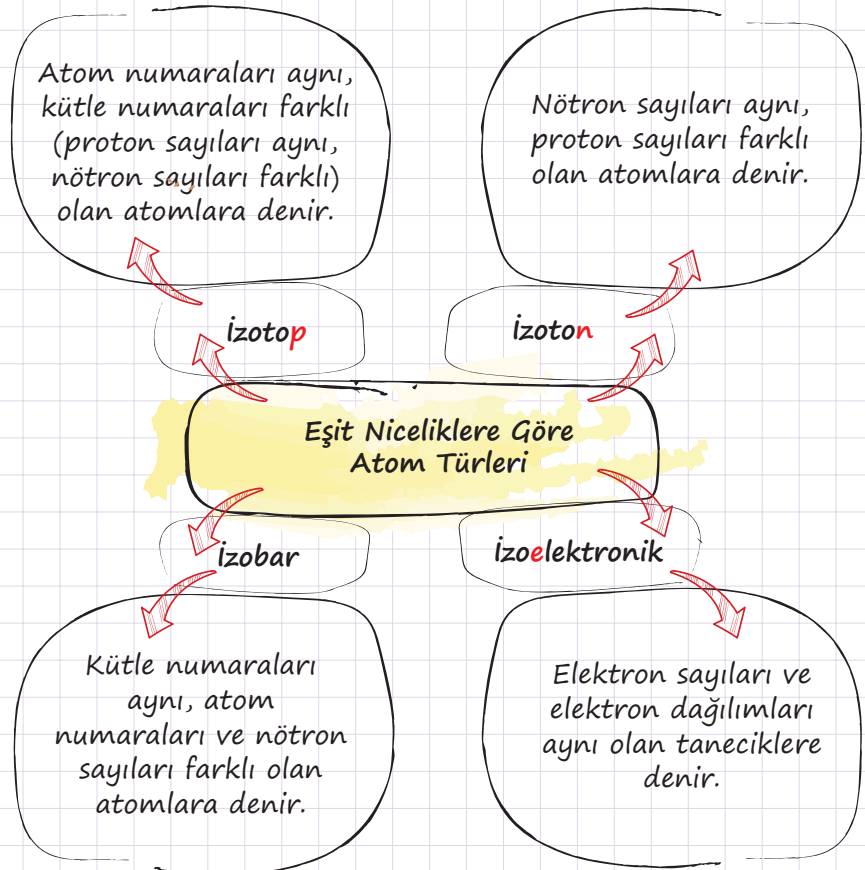 Atom numaraları aynı,
kütle numaraları farklı
(proton sayıları aynı,
nötron sayıları farklı)
olan atomlara denir.
Nötron sayıları aynı,
proton sayıları farklı
olan atomlara denir.
İzotop
İzoton
Eşit Niceliklere Göre
Atom Türleri
İzobar
İzoelektronik
Kütle numaraları
aynı, atom
numaraları ve nötron
sayıları farklı olan
atomlara denir.
Elektron sayıları ve
elektron dağılımları
aynı olan taneciklere
denir.